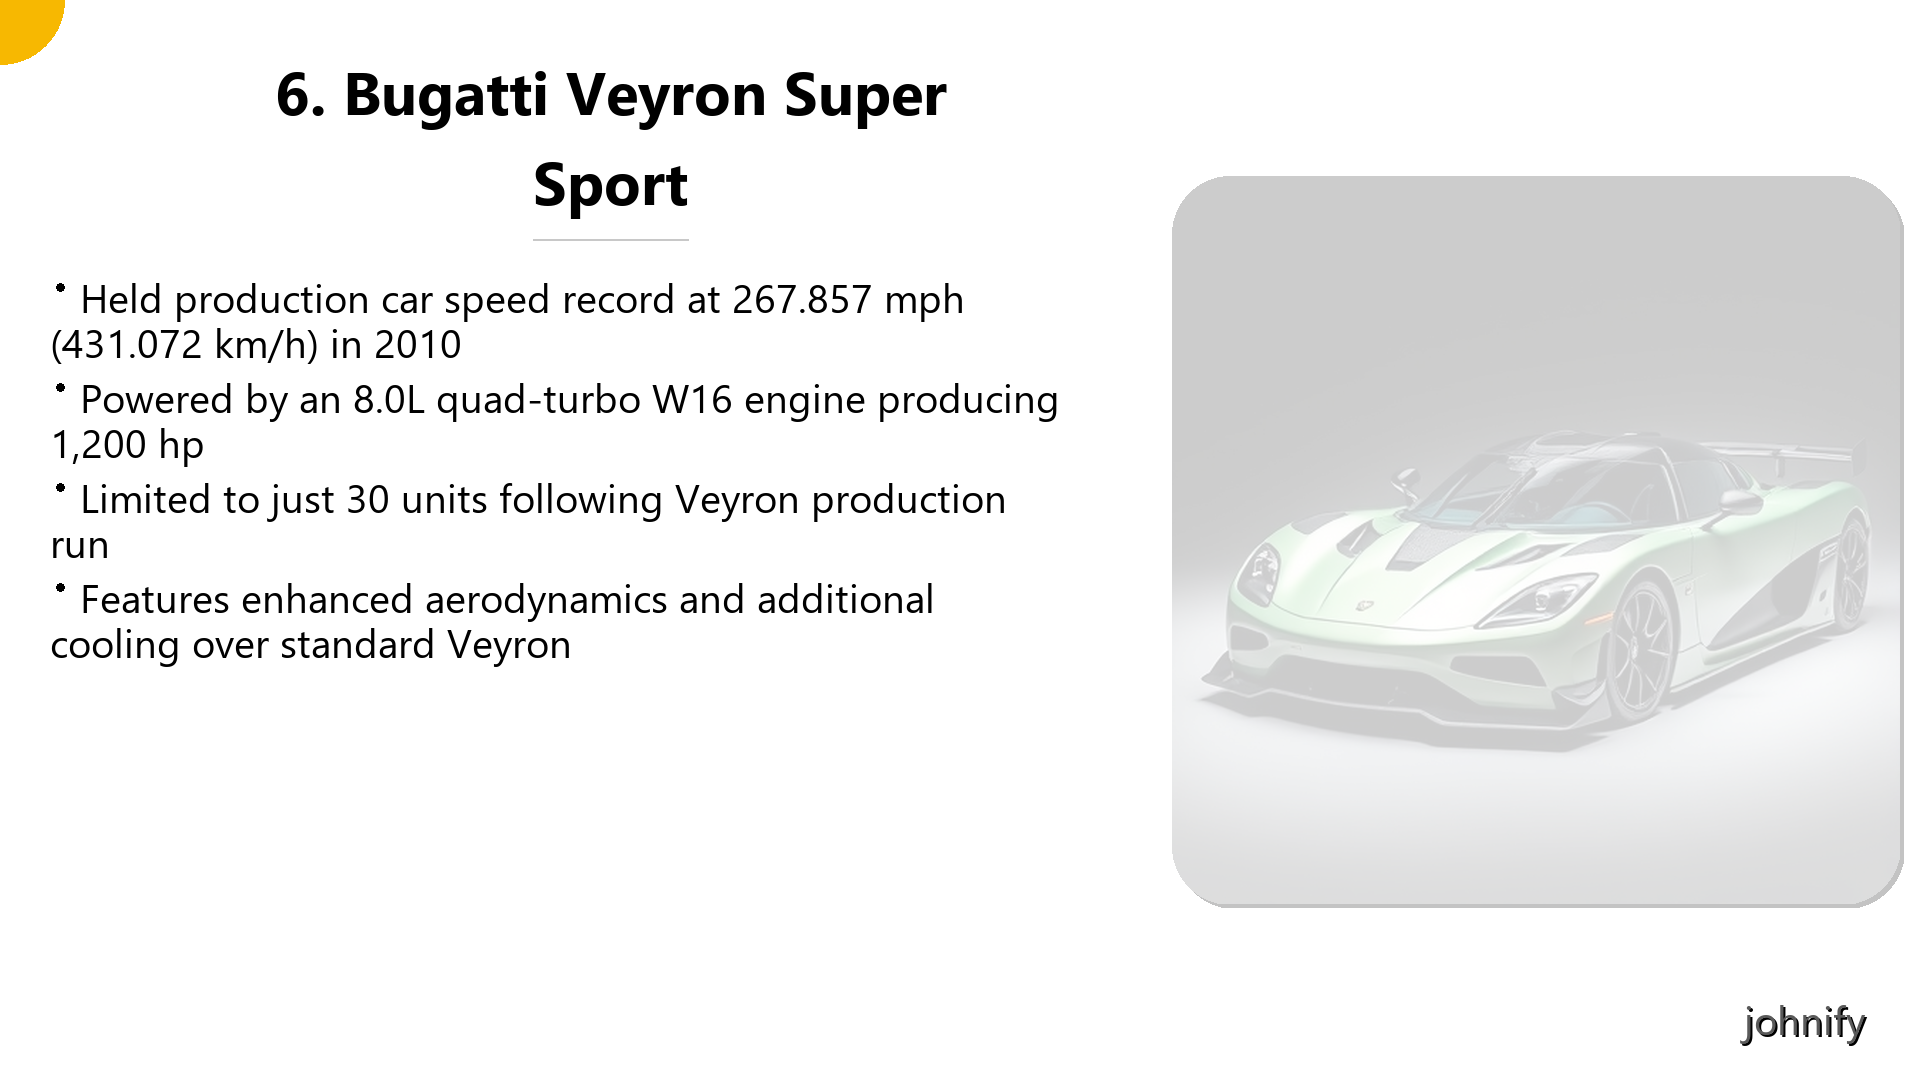 6. Bugatti Veyron Super
Sport
• Held production car speed record at 267.857 mph
(431.072 km/h) in 2010
• Powered by an 8.0L quad-turbo W16 engine producing
1,200 hp
• Limited to just 30 units following Veyron production
run
• Features enhanced aerodynamics and additional
cooling over standard Veyron
johnify